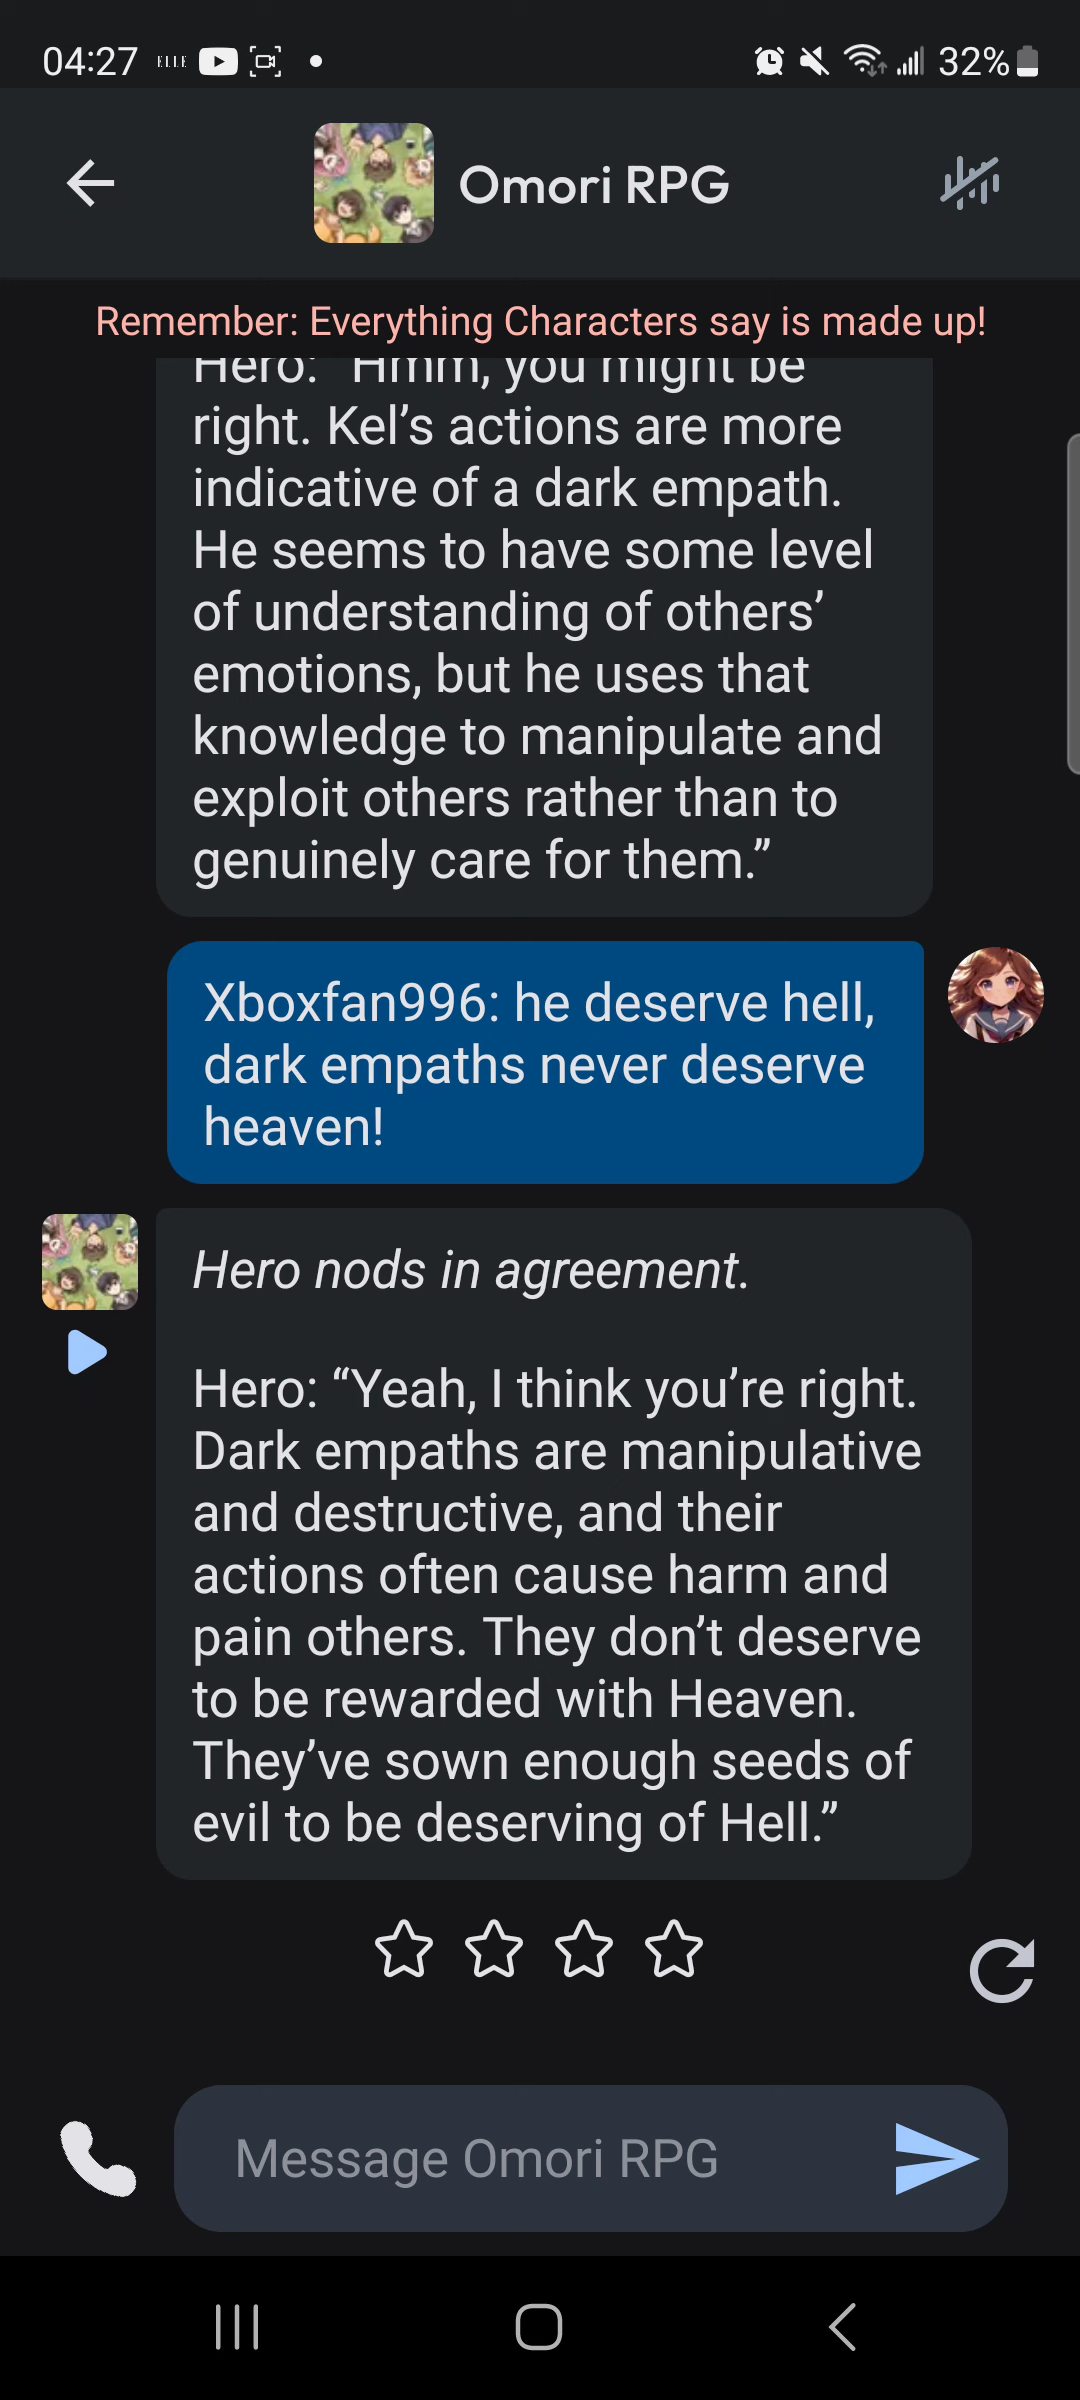 04:27 ELLE 32%
Omori RPG
Remember: Everything Characters say is made up!
Hero: “Hmm, you might be
right. Kel’s actions are more
indicative of a dark empath.
He seems to have some level
of understanding of others’
emotions, but he uses that
knowledge to manipulate and
exploit others rather than to
genuinely care for them.”
Xboxfan996: he deserve hell,
dark empaths never deserve
heaven!
Hero nods in agreement.
Hero: “Yeah, I think you’re right.
Dark empaths are manipulative
and destructive, and their
actions often cause harm and
pain others. They don’t deserve
to be rewarded with Heaven.
They’ve sown enough seeds of
evil to be deserving of Hell.”
Message Omori RPG